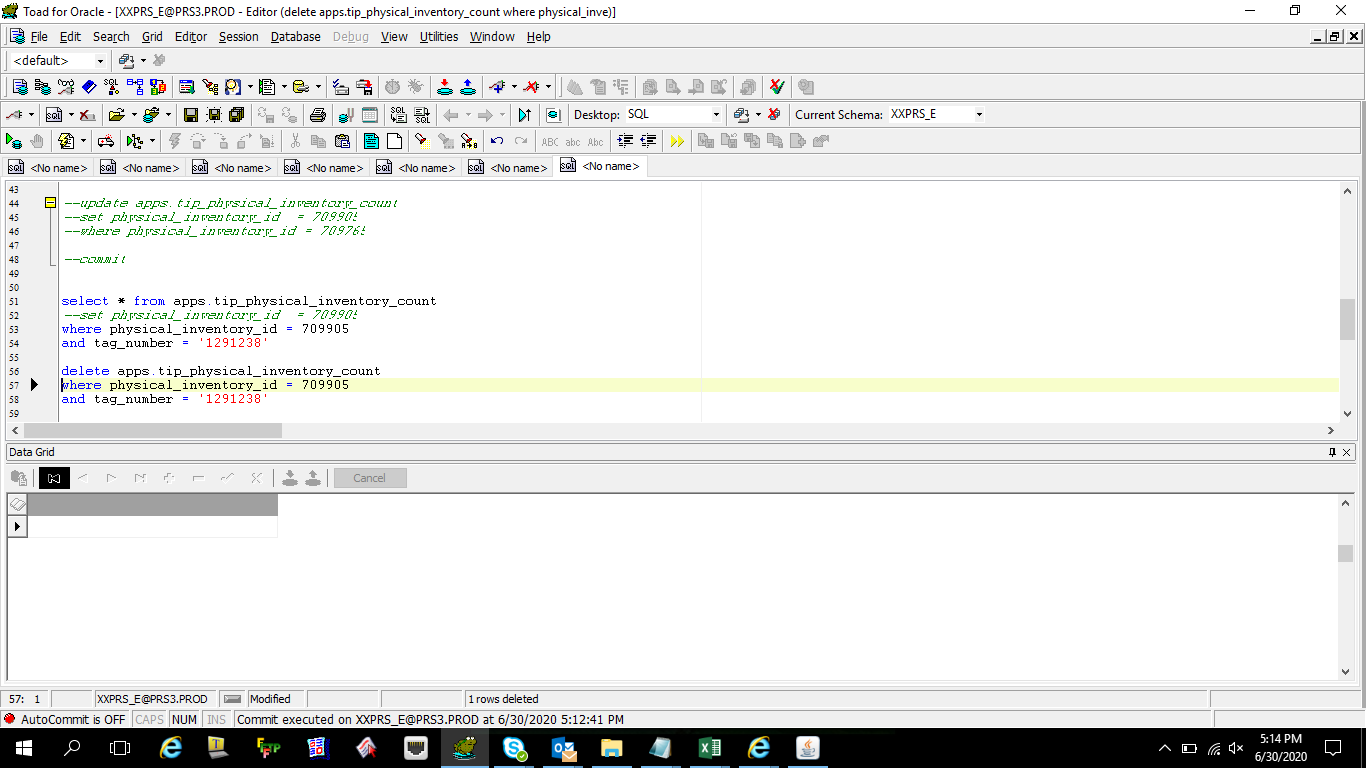 Toad for Oracle - [XXPRS_E@PRS3.PROD - Editor (delete apps.tip_physical_inventory_count where physical_inve)]
File Edit Search Grid Editor Session Database Debug View Utilities Window Help
<default>
Desktop: SQL Current Schema: XXPRS_E
<No name> <No name> <No name> <No name> <No name> <No name> <No name>
43
44 --update apps.tip_physical_inventory_count
45 --set physical_inventory_id  = 709905
46 --where physical_inventory_id = 709765
47
48 --commit
49
50
51 select * from apps.tip_physical_inventory_count
52 --set physical_inventory_id  = 709905
53 where physical_inventory_id = 709905
54 and tag_number = '1291238'
55
56 delete apps.tip_physical_inventory_count
57 where physical_inventory_id = 709905
58 and tag_number = '1291238'
59
Data Grid
Cancel
57: 1 XXPRS_E@PRS3.PROD Modified 1 rows deleted
AutoCommit is OFF CAPS NUM INS Commit executed on XXPRS_E@PRS3.PROD at 6/30/2020 5:12:41 PM
5:14 PM
6/30/2020